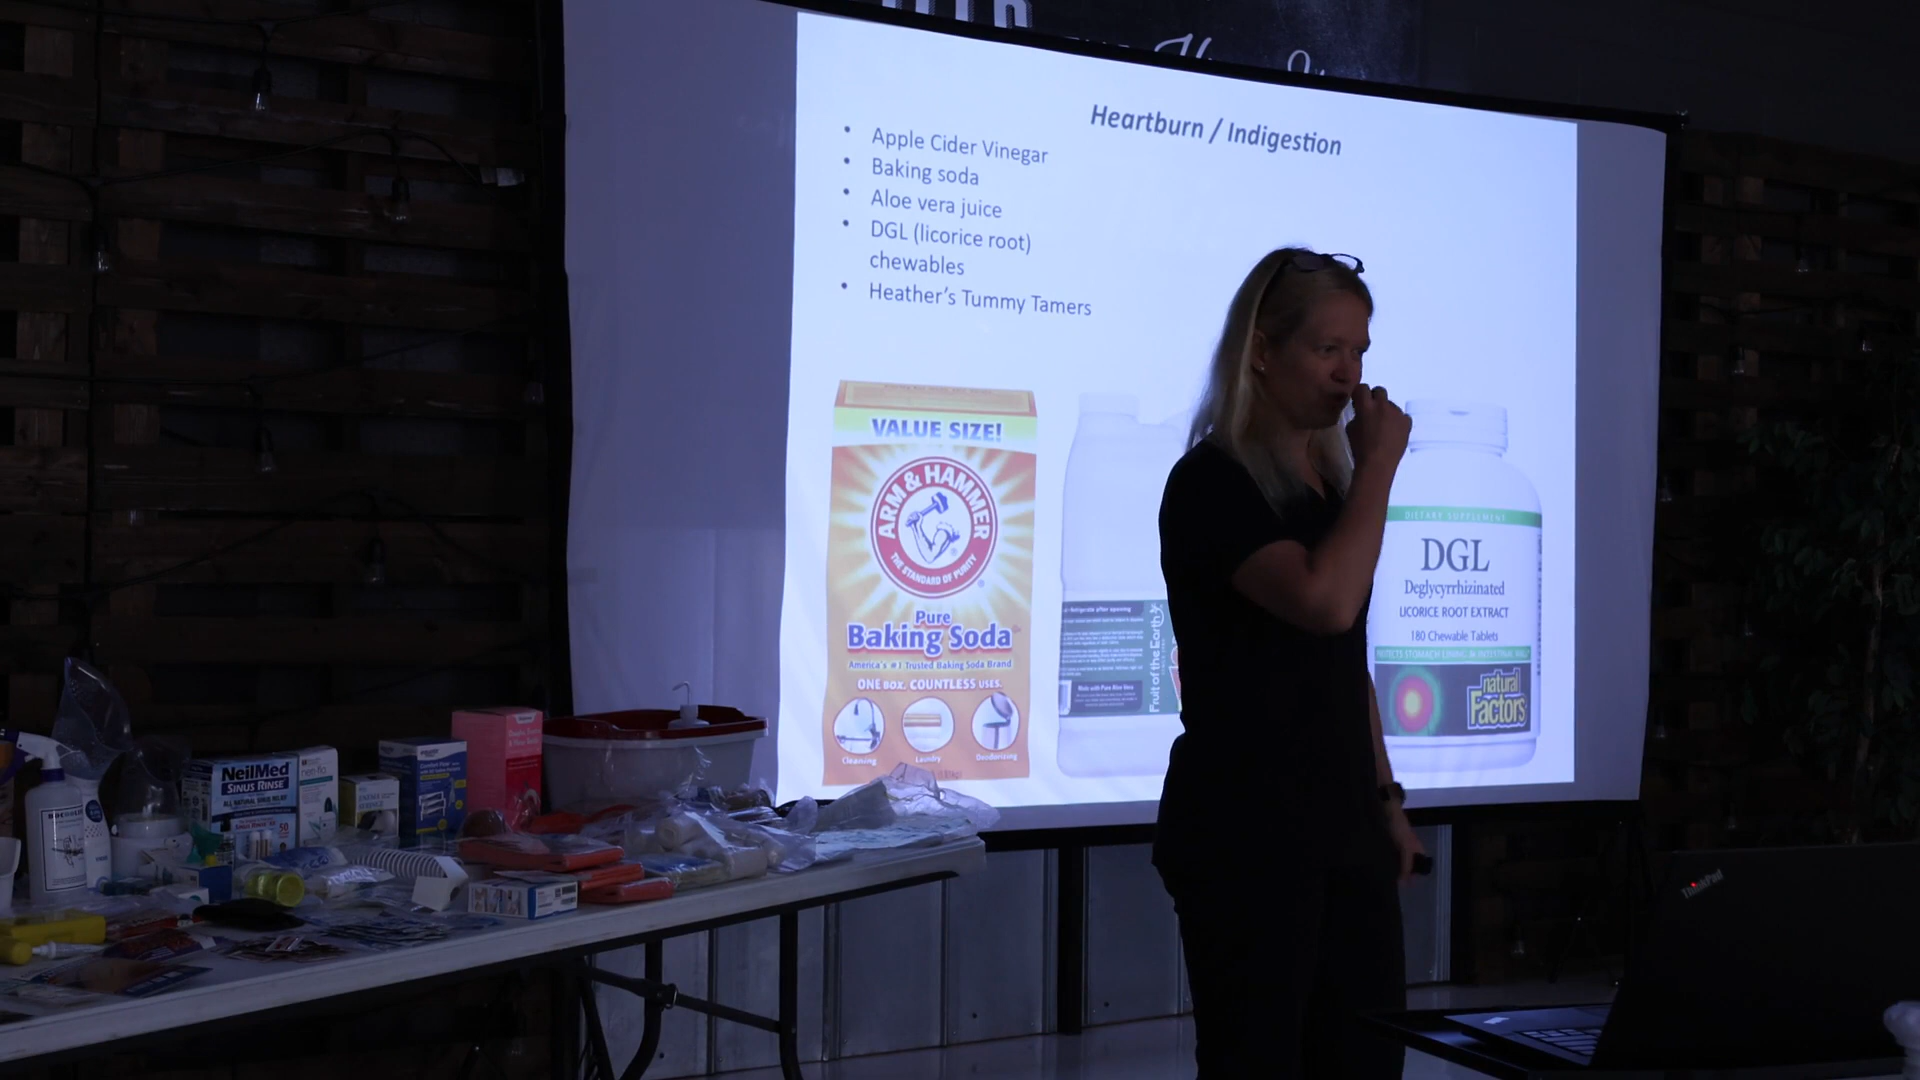 Heartburn / Indigestion
• Apple Cider Vinegar
• Baking soda
• Aloe vera juice
• DGL (licorice root)
chewables
• Heather's Tummy Tamers
VALUE SIZE!
ARM & HAMMER
THE STANDARD OF PURITY
Pure
Baking Soda
America's #1 Trusted Baking Soda Brand
ONE BOX. COUNTLESS USES.
Cleaning
Laundry
Deodorizing
Fruit of the Earth
DIETARY SUPPLEMENT
DGL
Deglycyrrhizinated
LICORICE ROOT EXTRACT
180 Chewable Tablets
natural
Factors
NeilMed
SINUS RINSE
ThinkPad